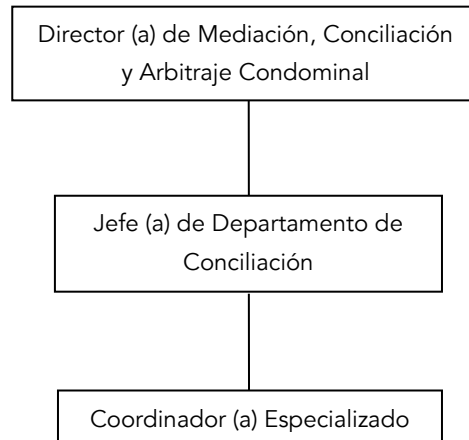 Director (a) de Mediación, Conciliación
y Arbitraje Condominal
Jefe (a) de Departamento de
Conciliación
Coordinador (a) Especializado